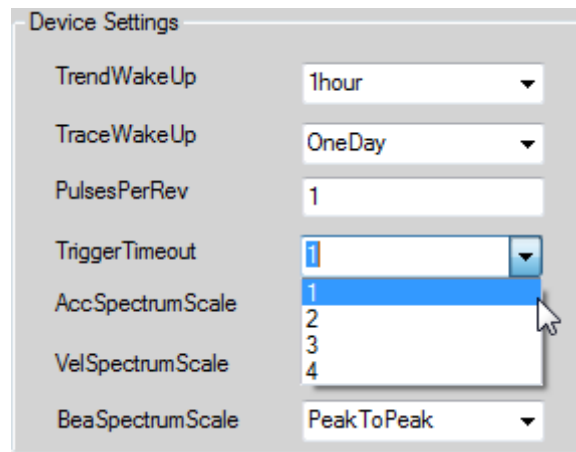 Device Settings
TrendWakeUp 1hour
TraceWakeUp OneDay
PulsesPerRev 1
TriggerTimeout 1
1
AccSpectrumScale
2
3
VelSpectrumScale
4
BeaSpectrumScale PeakToPeak